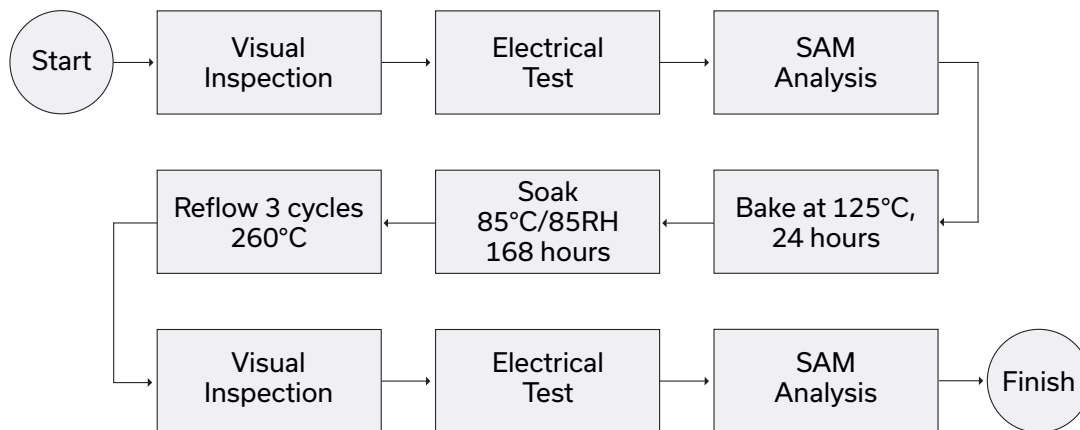 Start
Visual
Inspection
Electrical
Test
SAM
Analysis
Bake at 125°C,
24 hours
Soak
85°C/85RH
168 hours
Reflow 3 cycles
260°C
Visual
Inspection
Electrical
Test
SAM
Analysis
Finish